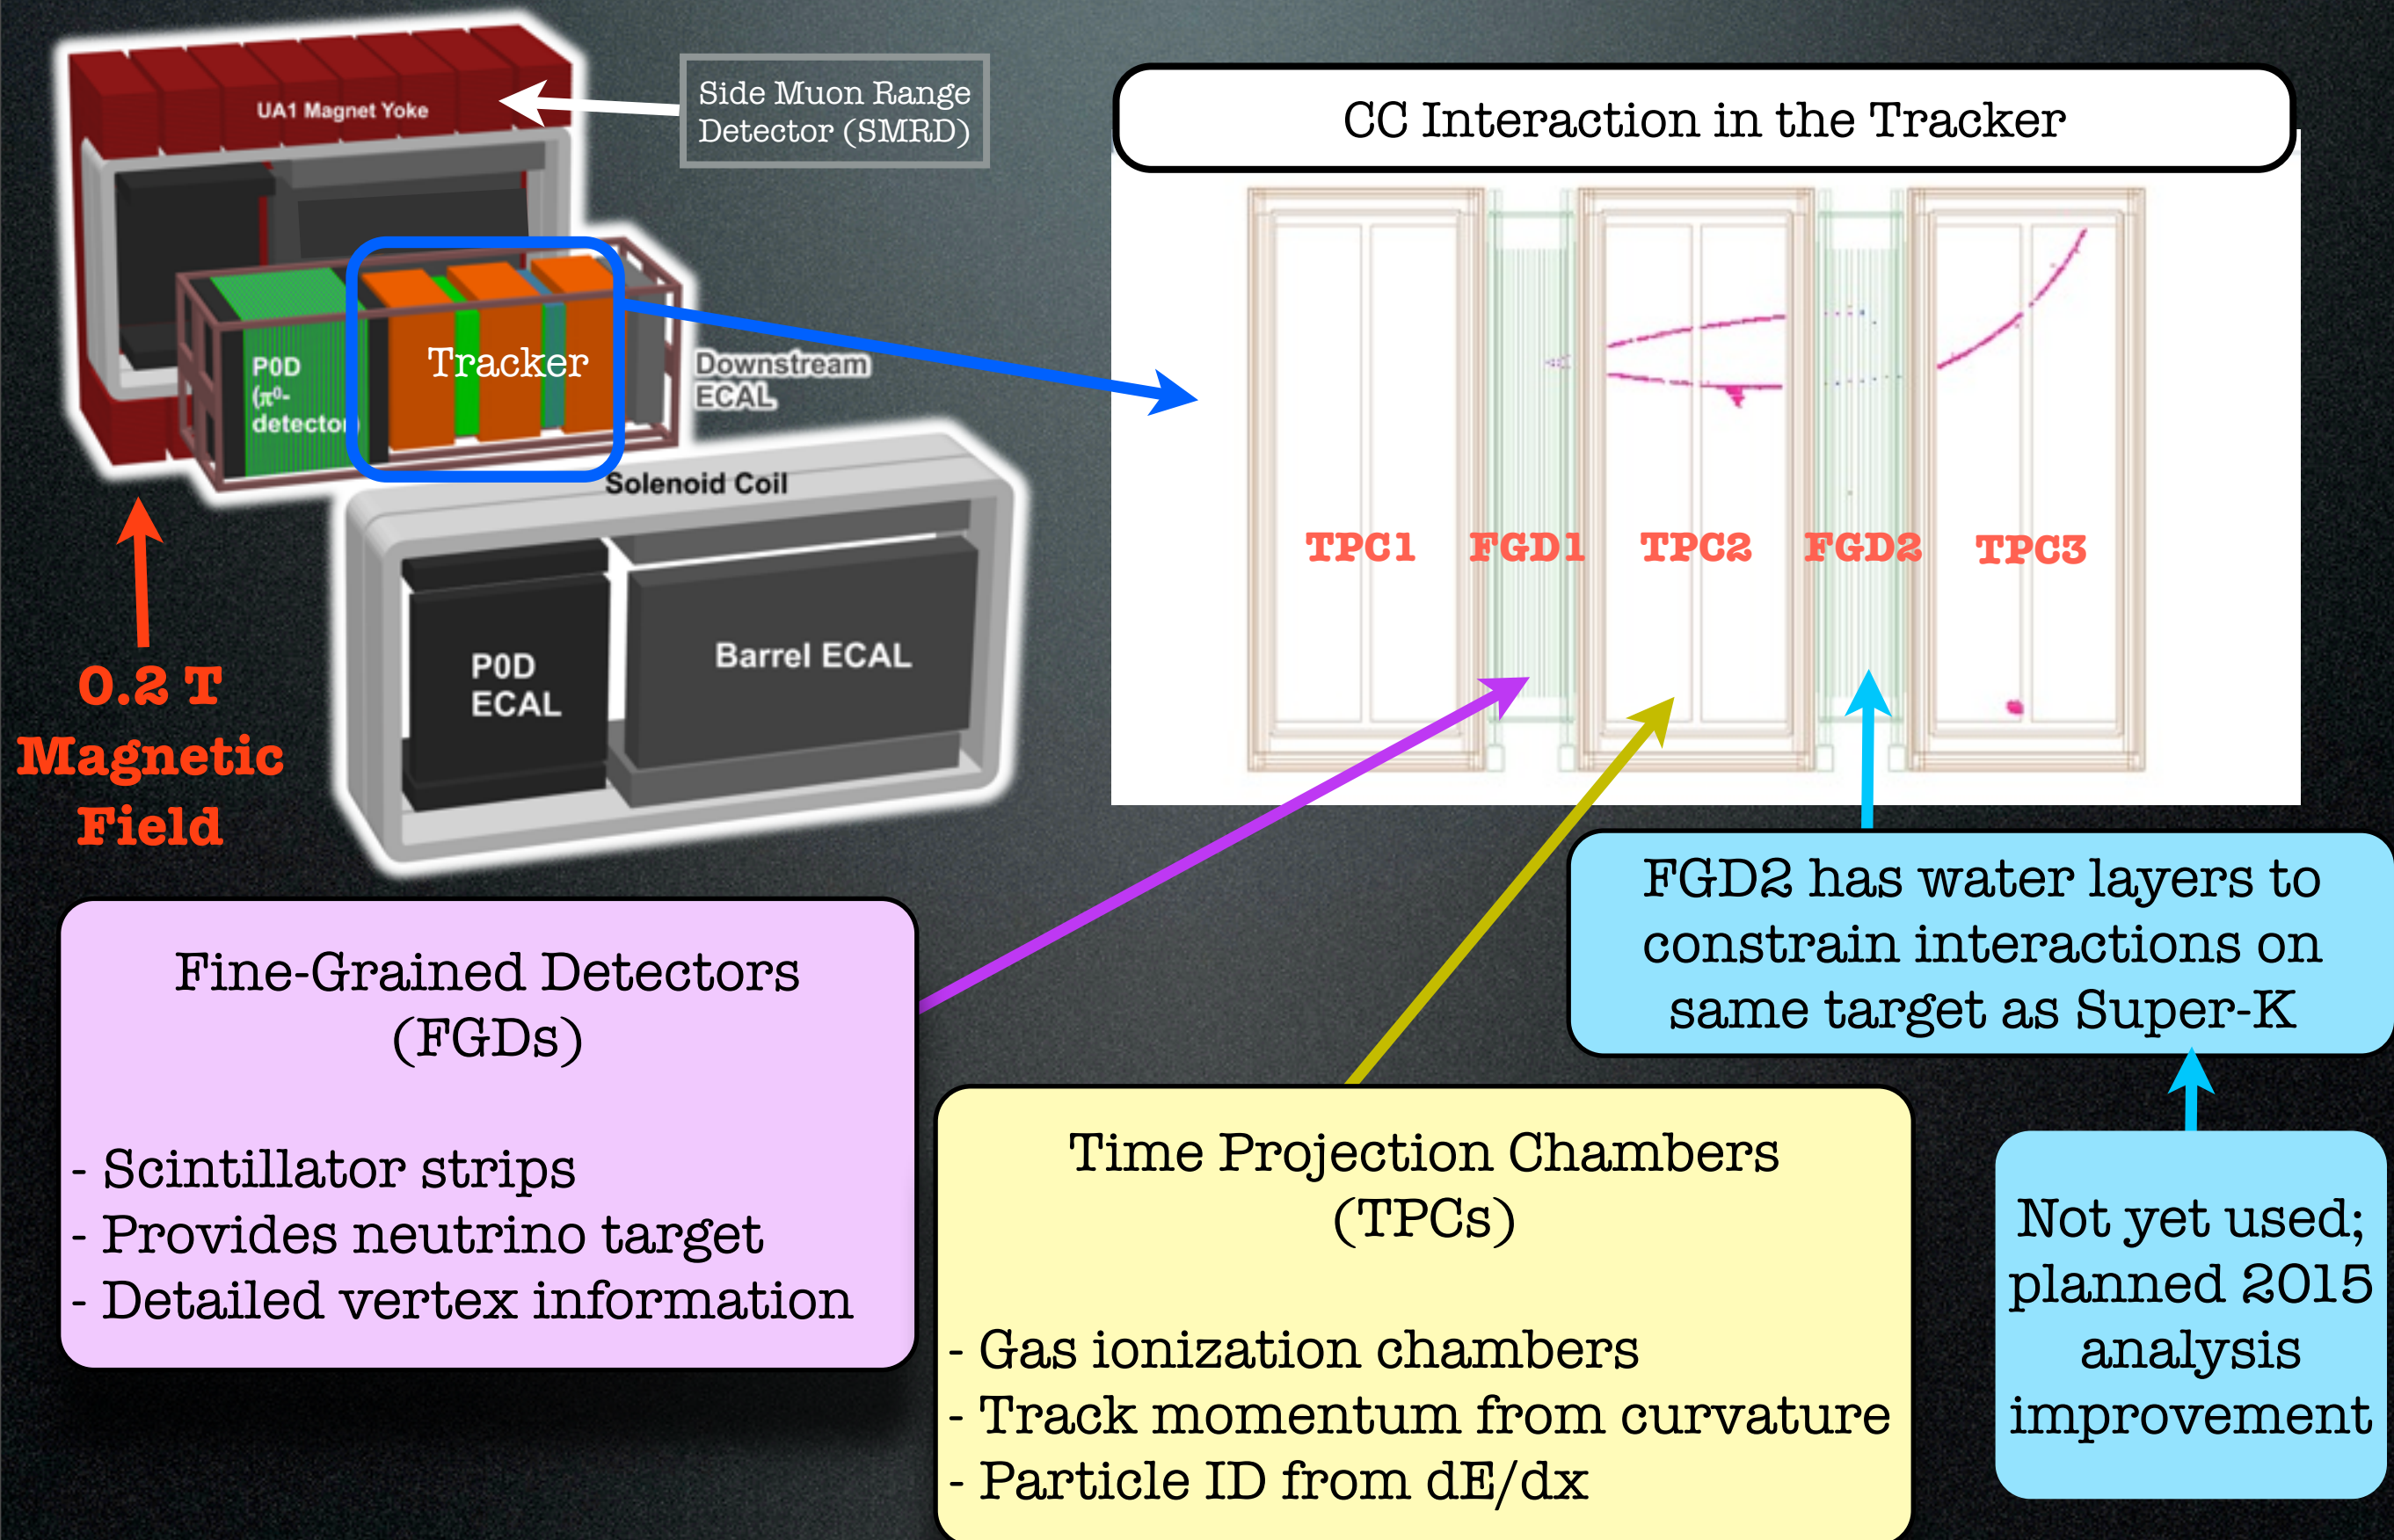 UA1 Magnet Yoke
Side Muon Range
Detector (SMRD)
P0D
(π⁰-
detector)
Tracker
Downstream
ECAL
Solenoid Coil
P0D
ECAL
Barrel ECAL
0.2 T
Magnetic
Field
CC Interaction in the Tracker
TPC1
FGD1
TPC2
FGD2
TPC3
FGD2 has water layers to
constrain interactions on
same target as Super-K
Fine-Grained Detectors
(FGDs)
- Scintillator strips
- Provides neutrino target
- Detailed vertex information
Time Projection Chambers
(TPCs)
- Gas ionization chambers
- Track momentum from curvature
- Particle ID from dE/dx
Not yet used;
planned 2015
analysis
improvement